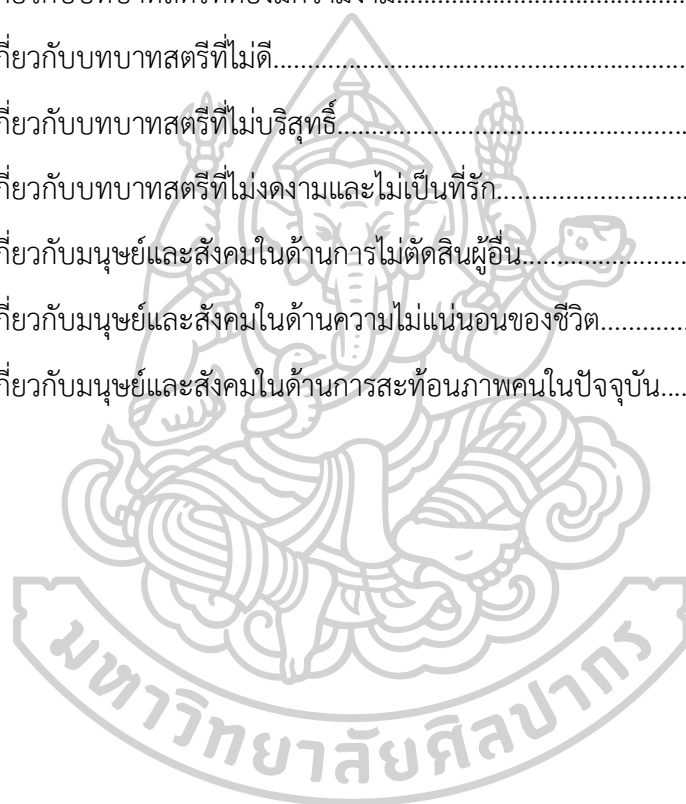 กี่ยวกับบทบาทสตรีที่ไม่ดี............................................................
กี่ยวกับบทบาทสตรีที่ไม่บริสุทธิ์..................................................
กี่ยวกับบทบาทสตรีที่ไม่งดงามและไม่เป็นที่รัก...........................
กี่ยวกับมนุษย์และสังคมในด้านการไม่ตัดสินผู้อื่น........................
กี่ยวกับมนุษย์และสังคมในด้านความไม่แน่นอนของชีวิต.............
กี่ยวกับมนุษย์และสังคมในด้านการสะท้อนภาพคนในปัจจุบัน.....
มหาวิทยาลัยศิลปากร